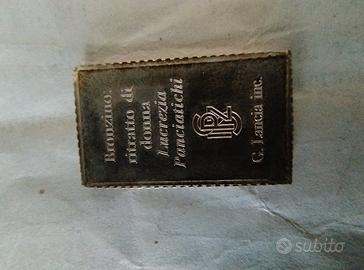 Bronzino:
ritratto di
donna
Lucrezia
Panciatichi
G. Lancia inc.
subito